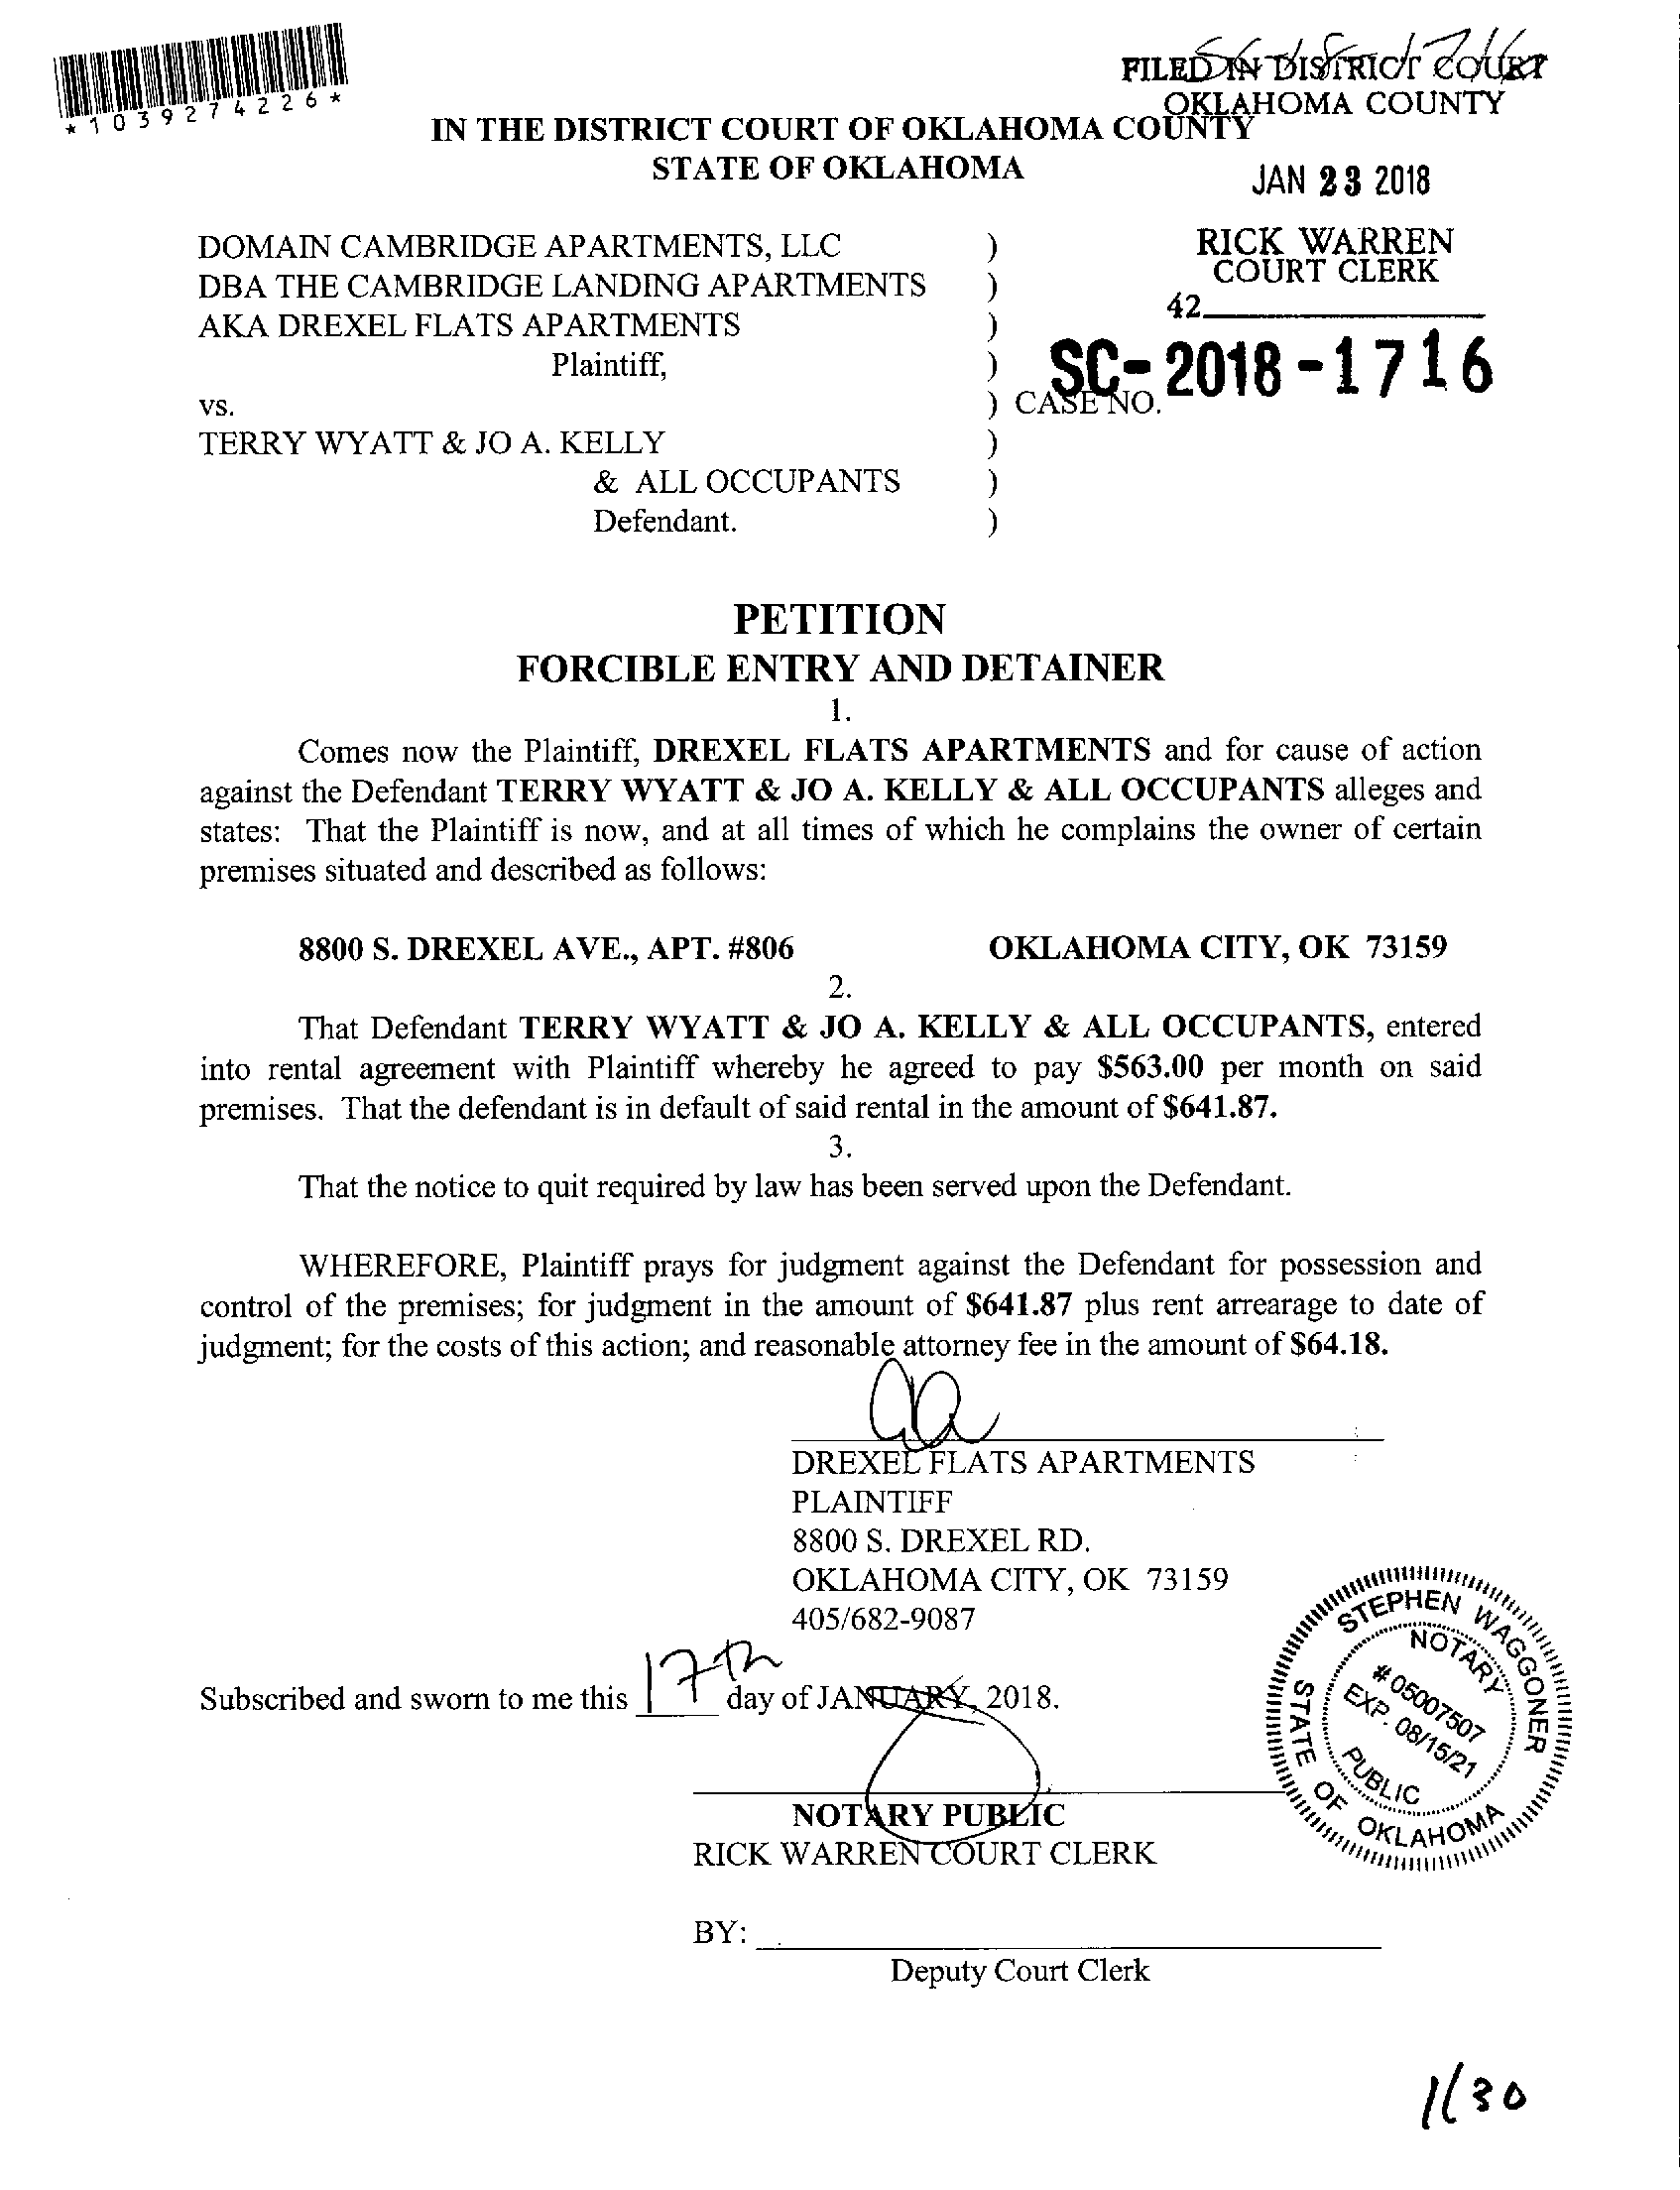 *1039274226*
FILED IN DISTRICT COURT
OKLAHOMA COUNTY
IN THE DISTRICT COURT OF OKLAHOMA COUNTY
STATE OF OKLAHOMA
JAN 23 2018
DOMAIN CAMBRIDGE APARTMENTS, LLC )
RICK WARREN
COURT CLERK
DBA THE CAMBRIDGE LANDING APARTMENTS )
42
AKA DREXEL FLATS APARTMENTS )
Plaintiff, )
SC-2018-1716
vs. ) CASE NO.
TERRY WYATT & JO A. KELLY )
& ALL OCCUPANTS )
Defendant. )
PETITION
FORCIBLE ENTRY AND DETAINER
1.
Comes now the Plaintiff, DREXEL FLATS APARTMENTS and for cause of action
against the Defendant TERRY WYATT & JO A. KELLY & ALL OCCUPANTS alleges and
states: That the Plaintiff is now, and at all times of which he complains the owner of certain
premises situated and described as follows:
8800 S. DREXEL AVE., APT. #806 OKLAHOMA CITY, OK 73159
2.
That Defendant TERRY WYATT & JO A. KELLY & ALL OCCUPANTS, entered
into rental agreement with Plaintiff whereby he agreed to pay $563.00 per month on said
premises. That the defendant is in default of said rental in the amount of $641.87.
3.
That the notice to quit required by law has been served upon the Defendant.
WHEREFORE, Plaintiff prays for judgment against the Defendant for possession and
control of the premises; for judgment in the amount of $641.87 plus rent arrearage to date of
judgment; for the costs of this action; and reasonable attorney fee in the amount of $64.18.
DREXEL FLATS APARTMENTS
PLAINTIFF
8800 S. DREXEL RD.
OKLAHOMA CITY, OK 73159
405/682-9087
Subscribed and sworn to me this 17th day of JANUARY, 2018.
STEPHEN WAGGONER
NOTARY
# 05007507
EXP. 08/15/21
PUBLIC
STATE OF OKLAHOMA
NOTARY PUBLIC
RICK WARREN COURT CLERK
BY:
Deputy Court Clerk
1/30